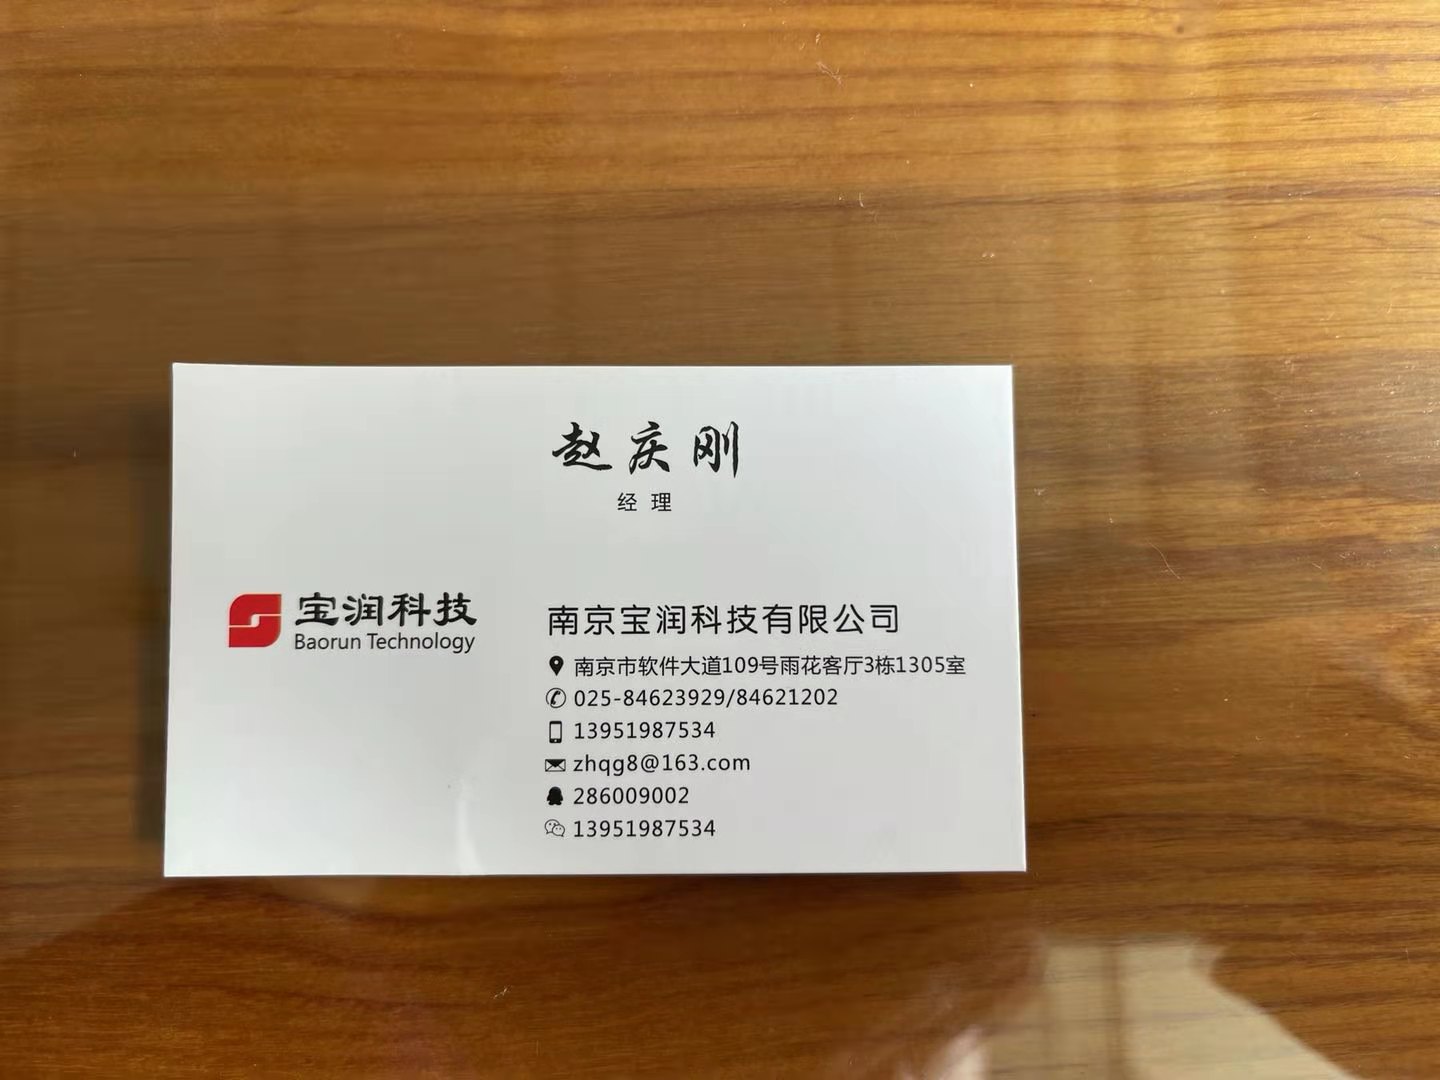 赵庆刚
经理
宝润科技
Baorun Technology
南京宝润科技有限公司
南京市软件大道109号雨花客厅3栋1305室
025-84623929/84621202
13951987534
zhqg8@163.com
286009002
13951987534